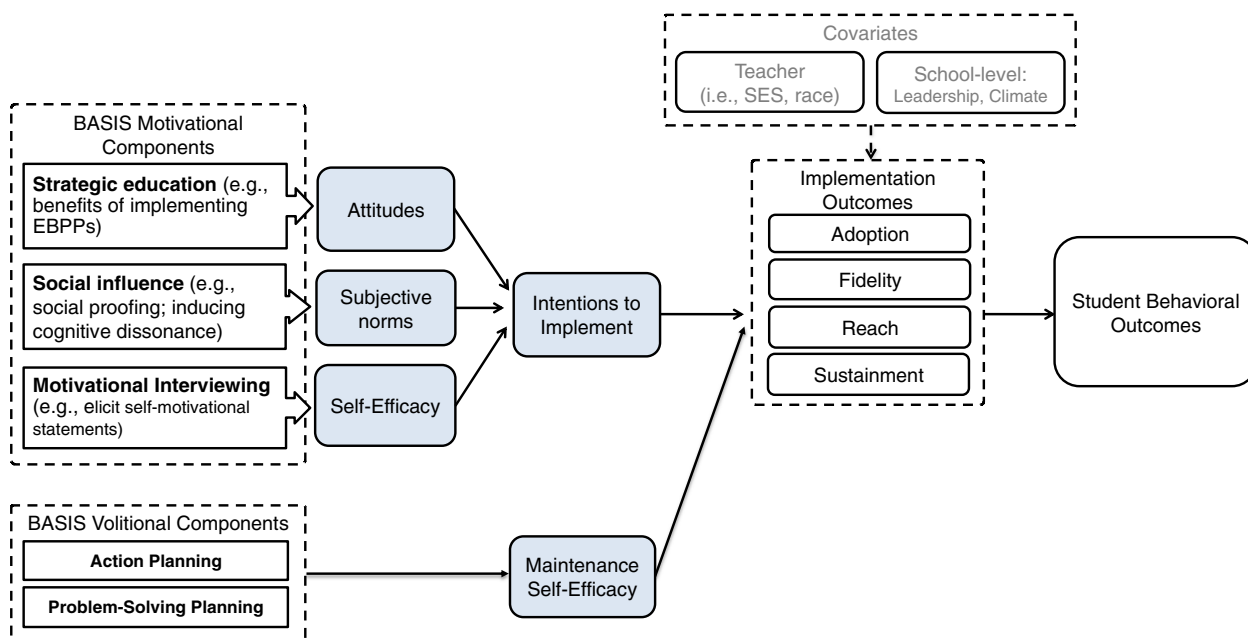 Covariates
Teacher
(i.e., SES, race)
School-level:
Leadership, Climate
BASIS Motivational
Components
Strategic education (e.g.,
benefits of implementing
EBPPs)
Social influence (e.g.,
social proofing; inducing
cognitive dissonance)
Motivational Interviewing
(e.g., elicit self-motivational
statements)
Attitudes
Subjective
norms
Self-Efficacy
Intentions to
Implement
Implementation
Outcomes
Adoption
Fidelity
Reach
Sustainment
Student Behavioral
Outcomes
BASIS Volitional Components
Action Planning
Problem-Solving Planning
Maintenance
Self-Efficacy